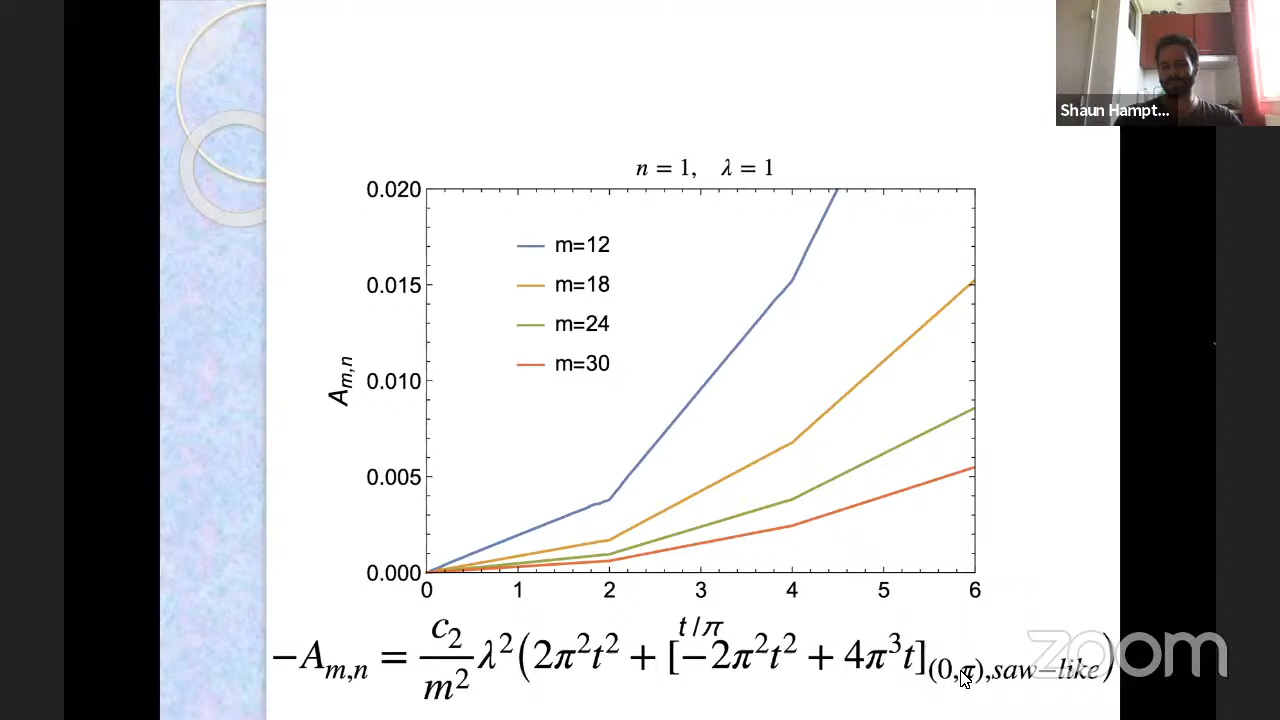 Shaun Hampt...
n = 1, λ = 1
0.020
0.015
0.010
0.005
0.000
A_{m,n}
m=12
m=18
m=24
m=30
0 1 2 3 4 5 6
t/π
-A_{m,n} = \frac{c_2}{m^2} λ^2 (2π^2t^2 + [-2π^2t^2 + 4π^3t]_{(0,π),saw-like})
zoom